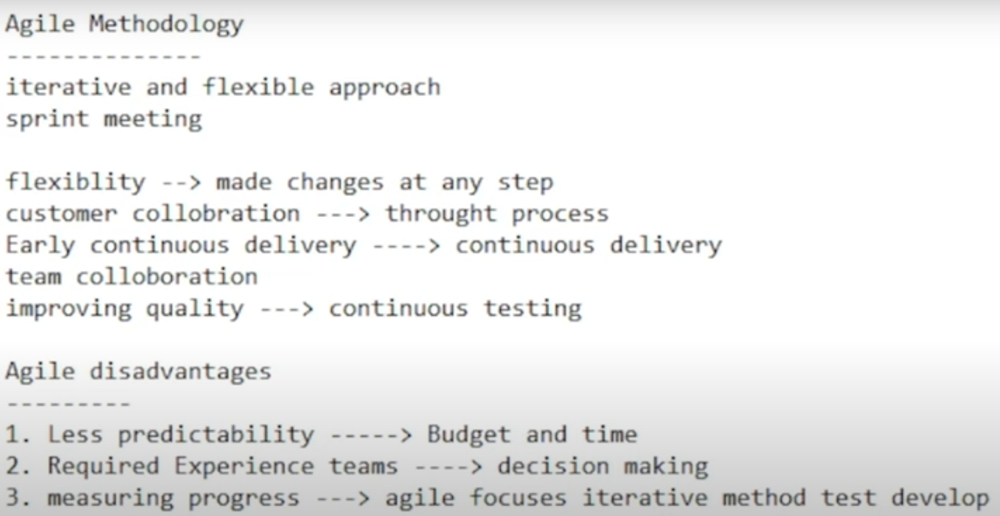 Agile Methodology
--------------
iterative and flexible approach
sprint meeting
flexiblity --> made changes at any step
customer collobration ---> throught process
Early continuous delivery ----> continuous delivery
team colloboration
improving quality ---> continuous testing
Agile disadvantages
---------
1. Less predictability -----> Budget and time
2. Required Experience teams ----> decision making
3. measuring progress ---> agile focuses iterative method test develop